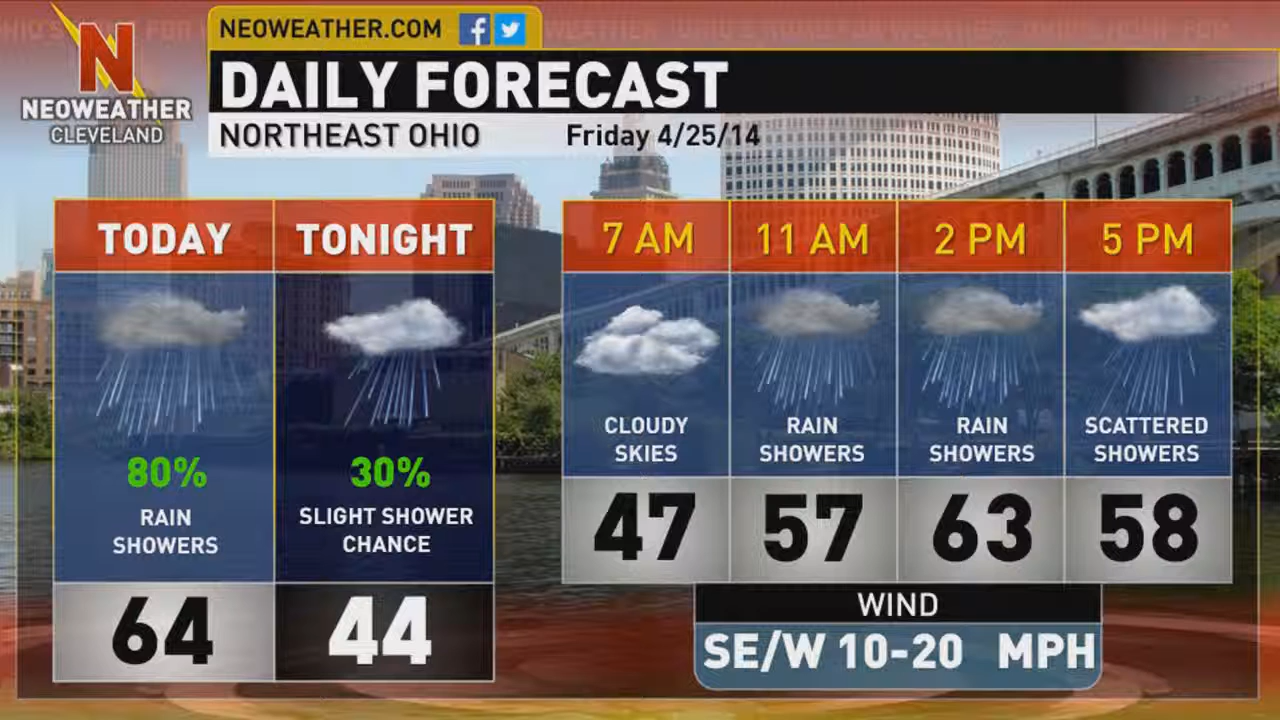 NEOWEATHER.COM
DAILY FORECAST
NORTHEAST OHIO Friday 4/25/14
N
NEOWEATHER
CLEVELAND
TODAY
80%
RAIN
SHOWERS
64
TONIGHT
30%
SLIGHT SHOWER
CHANCE
44
7 AM
CLOUDY
SKIES
47
11 AM
RAIN
SHOWERS
57
2 PM
RAIN
SHOWERS
63
5 PM
SCATTERED
SHOWERS
58
WIND
SE/W 10-20 MPH